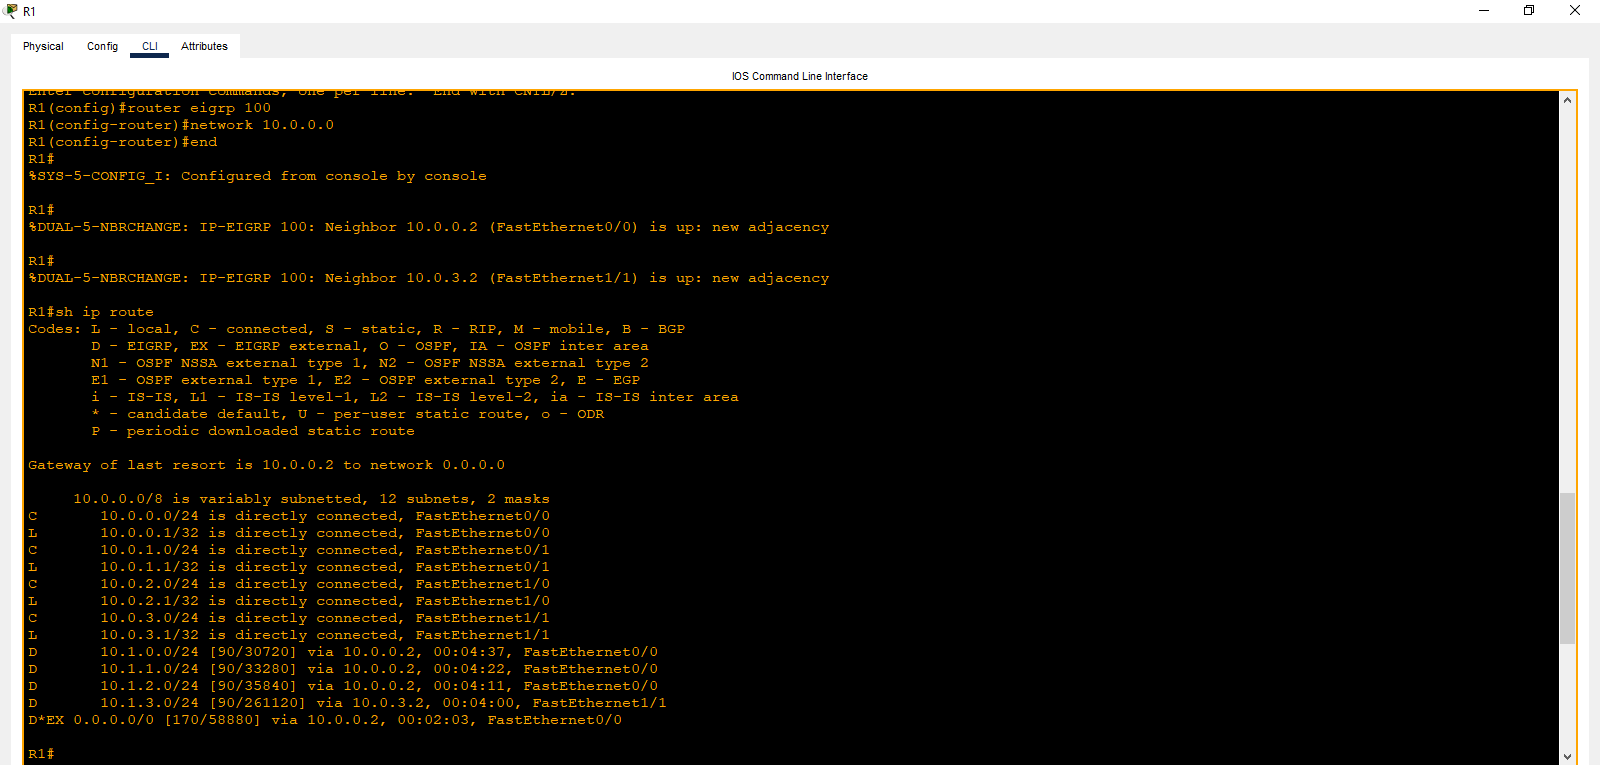 R1
Physical Config CLI Attributes
IOS Command Line Interface
Enter configuration commands, one per line. End with CNTL/Z.
R1(config)#router eigrp 100
R1(config-router)#network 10.0.0.0
R1(config-router)#end
R1#
%SYS-5-CONFIG_I: Configured from console by console
R1#
%DUAL-5-NBRCHANGE: IP-EIGRP 100: Neighbor 10.0.0.2 (FastEthernet0/0) is up: new adjacency
R1#
%DUAL-5-NBRCHANGE: IP-EIGRP 100: Neighbor 10.0.3.2 (FastEthernet1/1) is up: new adjacency
R1#sh ip route
Codes: L - local, C - connected, S - static, R - RIP, M - mobile, B - BGP
D - EIGRP, EX - EIGRP external, O - OSPF, IA - OSPF inter area
N1 - OSPF NSSA external type 1, N2 - OSPF NSSA external type 2
E1 - OSPF external type 1, E2 - OSPF external type 2, E - EGP
i - IS-IS, L1 - IS-IS level-1, L2 - IS-IS level-2, ia - IS-IS inter area
* - candidate default, U - per-user static route, o - ODR
P - periodic downloaded static route
Gateway of last resort is 10.0.0.2 to network 0.0.0.0
10.0.0.0/8 is variably subnetted, 12 subnets, 2 masks
C 10.0.0.0/24 is directly connected, FastEthernet0/0
L 10.0.0.1/32 is directly connected, FastEthernet0/0
C 10.0.1.0/24 is directly connected, FastEthernet0/1
L 10.0.1.1/32 is directly connected, FastEthernet0/1
C 10.0.2.0/24 is directly connected, FastEthernet1/0
L 10.0.2.1/32 is directly connected, FastEthernet1/0
C 10.0.3.0/24 is directly connected, FastEthernet1/1
L 10.0.3.1/32 is directly connected, FastEthernet1/1
D 10.1.0.0/24 [90/30720] via 10.0.0.2, 00:04:37, FastEthernet0/0
D 10.1.1.0/24 [90/33280] via 10.0.0.2, 00:04:22, FastEthernet0/0
D 10.1.2.0/24 [90/35840] via 10.0.0.2, 00:04:11, FastEthernet0/0
D 10.1.3.0/24 [90/261120] via 10.0.3.2, 00:04:00, FastEthernet1/1
D*EX 0.0.0.0/0 [170/58880] via 10.0.0.2, 00:02:03, FastEthernet0/0
R1#